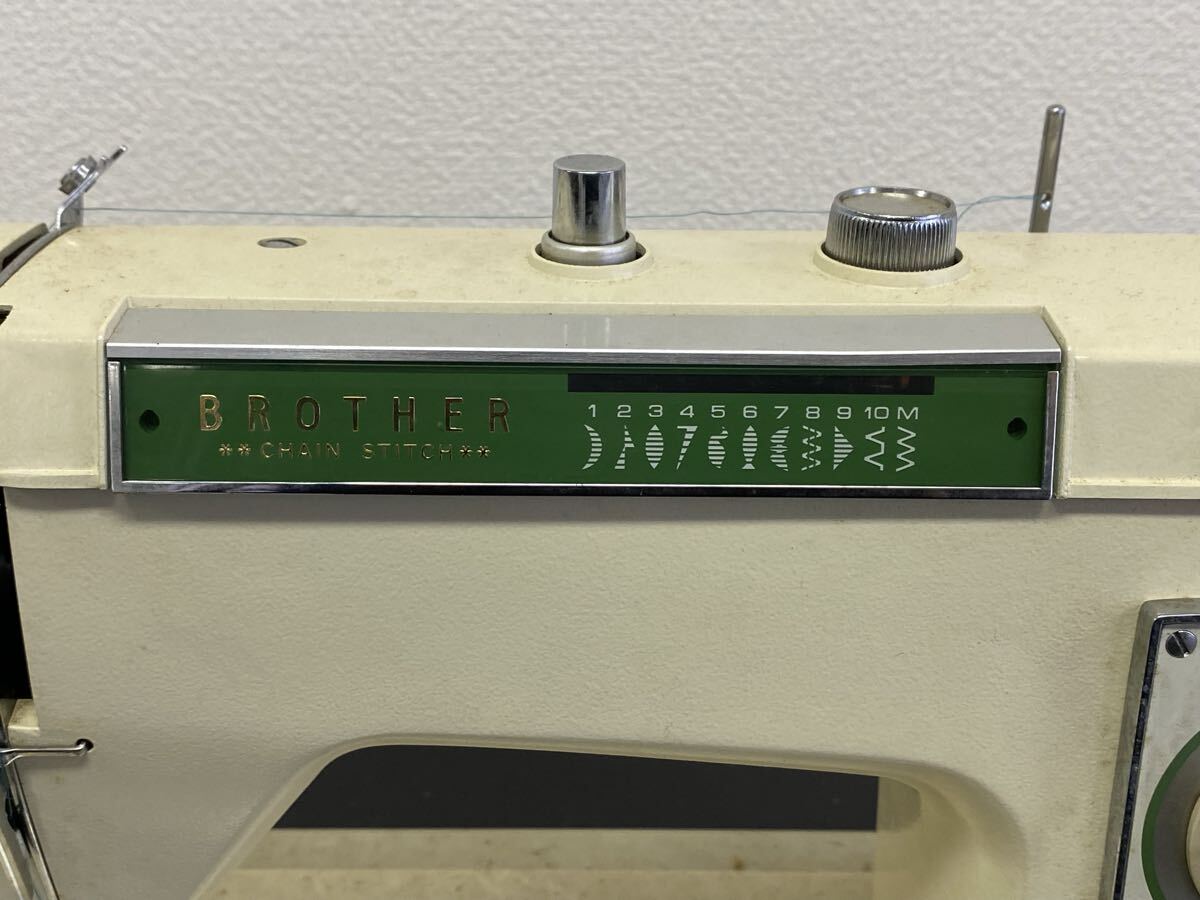 BROTHER
**CHAIN STITCH**
1 2 3 4 5 6 7 8 9 10 M